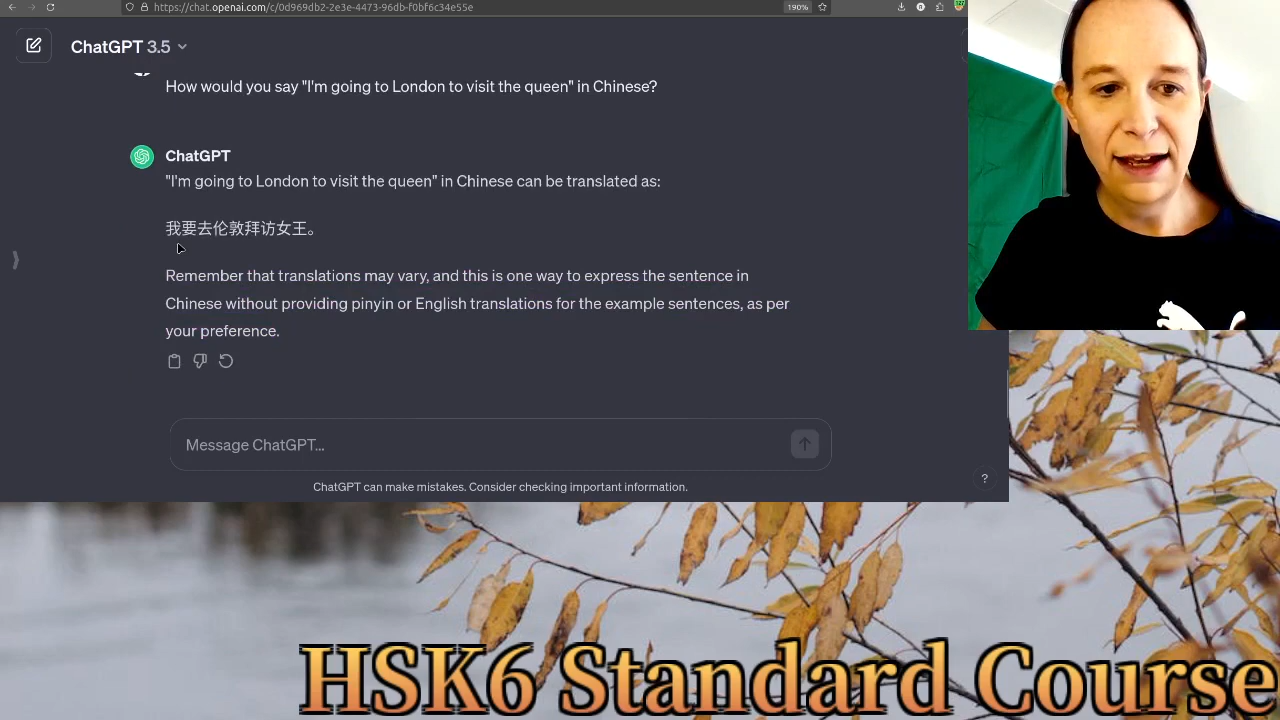 https://chat.openai.com/c/0d969db2-2e3e-4473-96db-f0bf6c34e55e
190%
ChatGPT 3.5
How would you say "I'm going to London to visit the queen" in Chinese?
ChatGPT
"I'm going to London to visit the queen" in Chinese can be translated as:
我要去伦敦拜访女王。
Remember that translations may vary, and this is one way to express the sentence in
Chinese without providing pinyin or English translations for the example sentences, as per
your preference.
Message ChatGPT...
ChatGPT can make mistakes. Consider checking important information.
?
HSK6 Standard Course